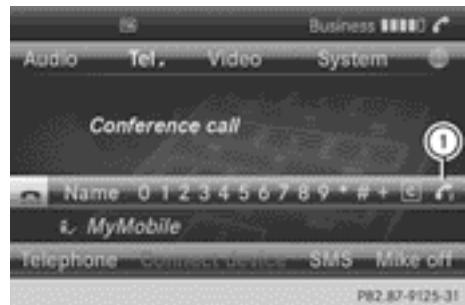 Business
Audio Tel. Video System
Conference call
1
Name 0 1 2 3 4 5 6 7 8 9 * # + C
MyMobile
Telephone Connect device SMS Mike off
P82.87-9125-31